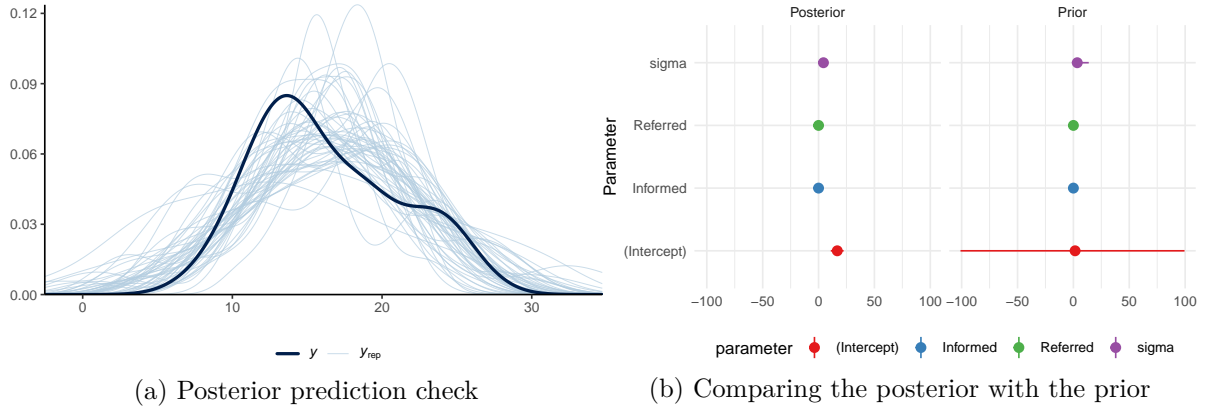 0.12
0.09
0.06
0.03
0.00
0 10 20 30
y y_rep
(a) Posterior prediction check
Posterior Prior
Parameter
sigma
Referred
Informed
(Intercept)
−100 −50 0 50 100 −100 −50 0 50 100
parameter (Intercept) Informed Referred sigma
(b) Comparing the posterior with the prior